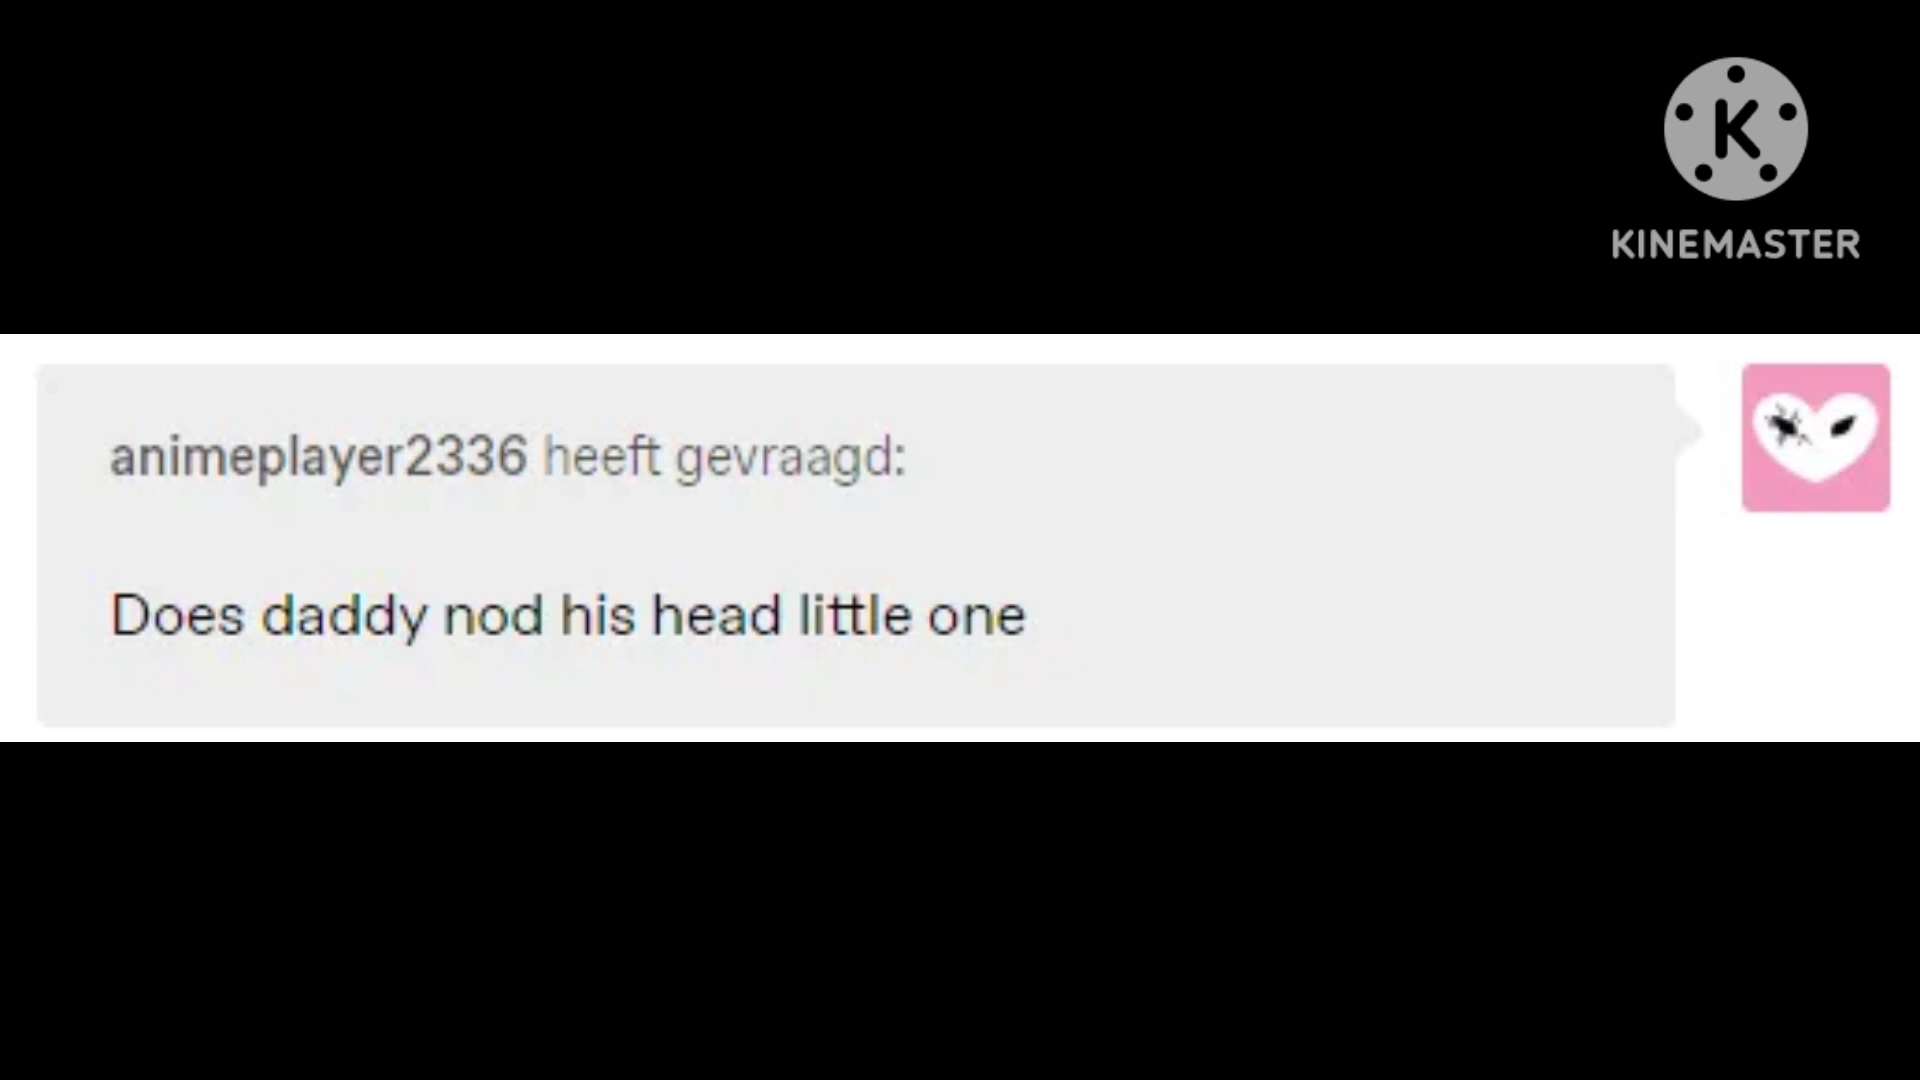 K
KINEMASTER
animeplayer2336 heeft gevraagd:
Does daddy nod his head little one